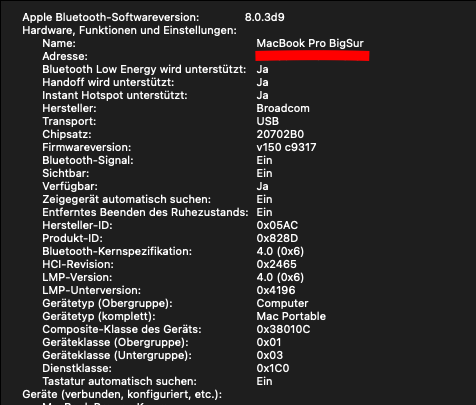 Apple Bluetooth-Softwareversion: 8.0.3d9
Hardware, Funktionen und Einstellungen:
Name: MacBook Pro BigSur
Adresse:
Bluetooth Low Energy wird unterstützt: Ja
Handoff wird unterstützt: Ja
Instant Hotspot unterstützt: Ja
Hersteller: Broadcom
Transport: USB
Chipsatz: 20702B0
Firmwareversion: v150 c9317
Bluetooth-Signal: Ein
Sichtbar: Ein
Verfügbar: Ja
Zeigegerät automatisch suchen: Ein
Entferntes Beenden des Ruhezustands: Ein
Hersteller-ID: 0x05AC
Produkt-ID: 0x828D
Bluetooth-Kernspezifikation: 4.0 (0x6)
HCI-Revision: 0x2465
LMP-Version: 4.0 (0x6)
LMP-Unterversion: 0x4196
Gerätetyp (Obergruppe): Computer
Gerätetyp (komplett): Mac Portable
Composite-Klasse des Geräts: 0x38010C
Geräteklasse (Obergruppe): 0x01
Geräteklasse (Untergruppe): 0x03
Dienstklasse: 0x1C0
Tastatur automatisch suchen: Ein
Geräte (verbunden, konfiguriert, etc.):